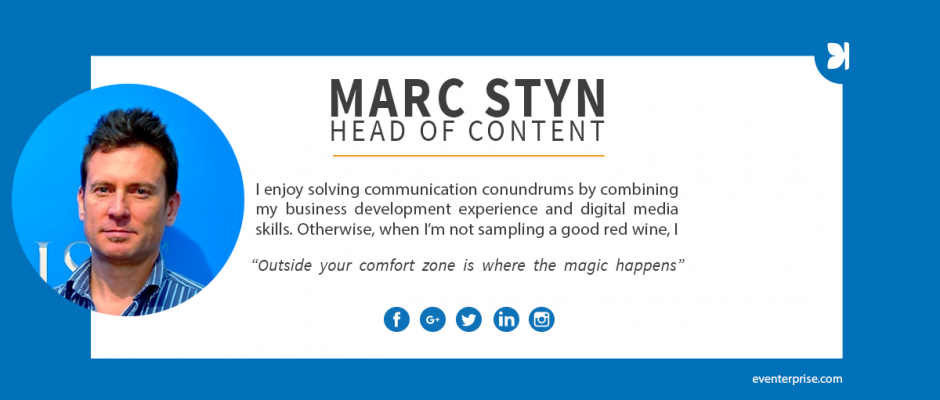 MARC STYN
HEAD OF CONTENT
I enjoy solving communication conundrums by combining
my business development experience and digital media
skills. Otherwise, when I’m not sampling a good red wine, I
“Outside your comfort zone is where the magic happens”
f G+ in
eventerprise.com